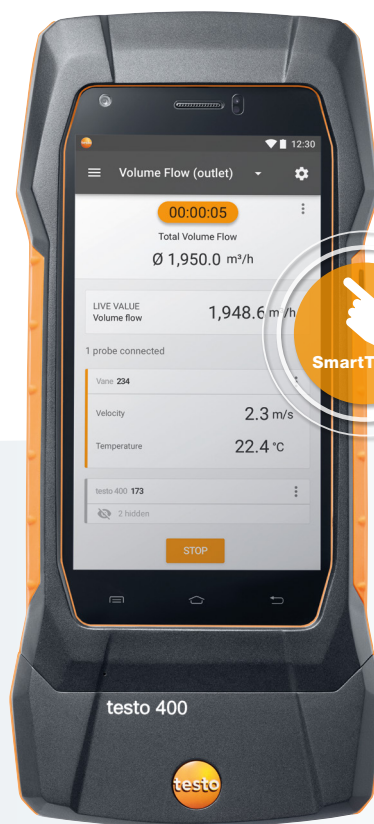 12:30
Volume Flow (outlet)
00:00:05
Total Volume Flow
Ø 1,950.0 m³/h
LIVE VALUE
Volume flow
1,948.6 m³/h
1 probe connected
Vane 234
Velocity 2.3 m/s
Temperature 22.4 °C
testo 400 173
2 hidden
STOP
testo 400
testo